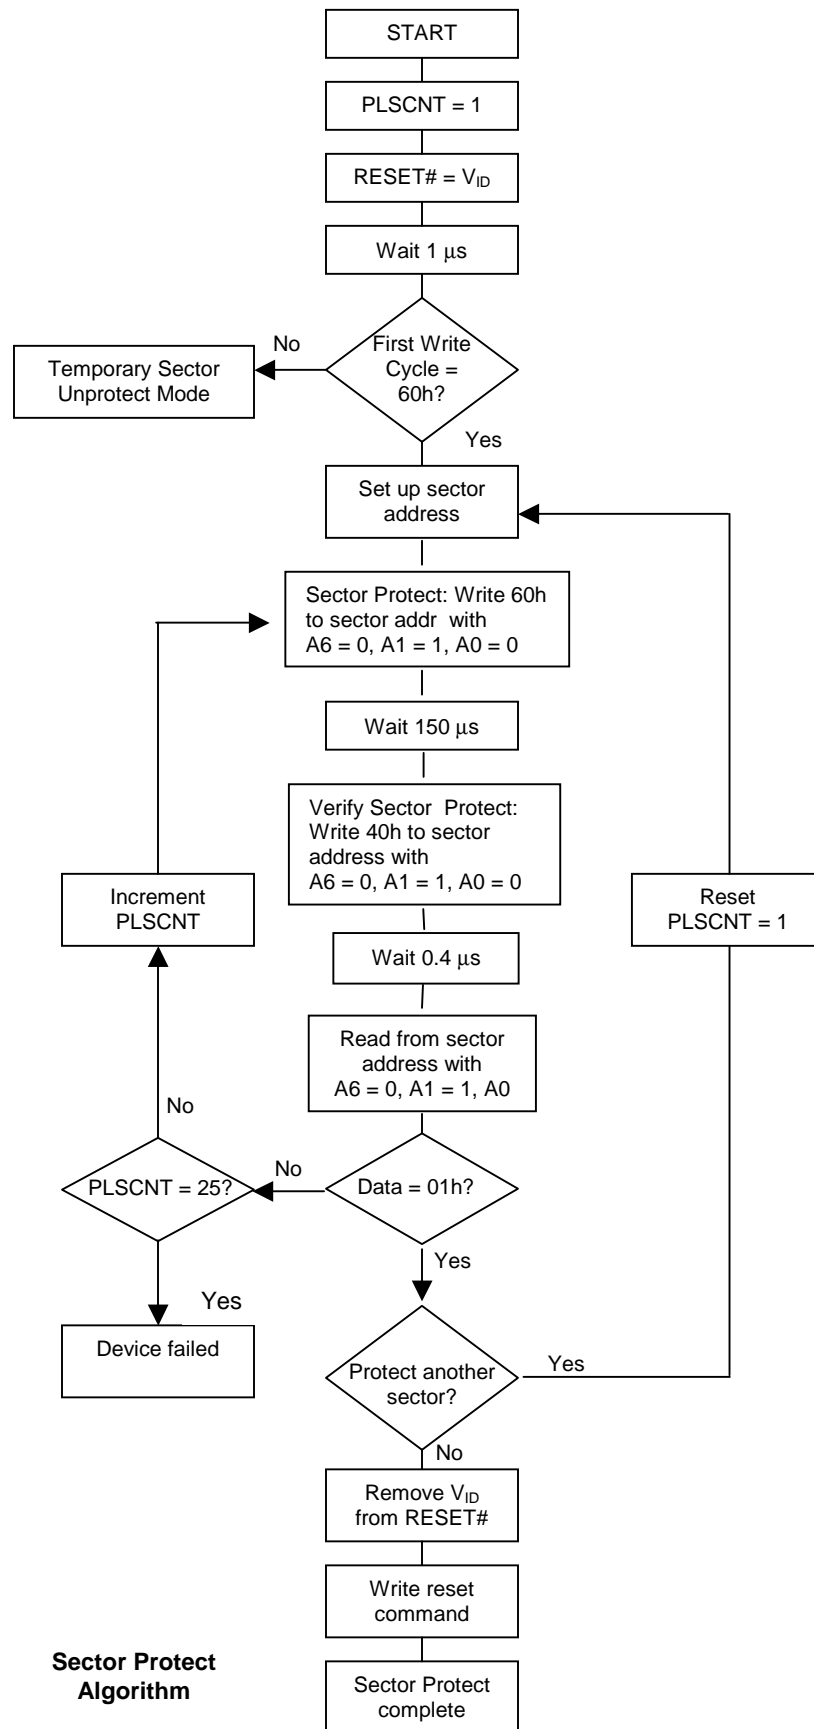 START
PLSCNT = 1
RESET# = VID
Wait 1 μs
No
First Write
Cycle =
60h?
Temporary Sector
Unprotect Mode
Yes
Set up sector
address
Sector Protect: Write 60h
to sector addr with
A6 = 0, A1 = 1, A0 = 0
Wait 150 μs
Verify Sector Protect:
Write 40h to sector
address with
A6 = 0, A1 = 1, A0 = 0
Increment
PLSCNT
Reset
PLSCNT = 1
Wait 0.4 μs
Read from sector
address with
A6 = 0, A1 = 1, A0
No
No
PLSCNT = 25?
Data = 01h?
Yes
Yes
Device failed
Protect another
sector?
Yes
No
Remove VID
from RESET#
Write reset
command
Sector Protect
Algorithm
Sector Protect
complete